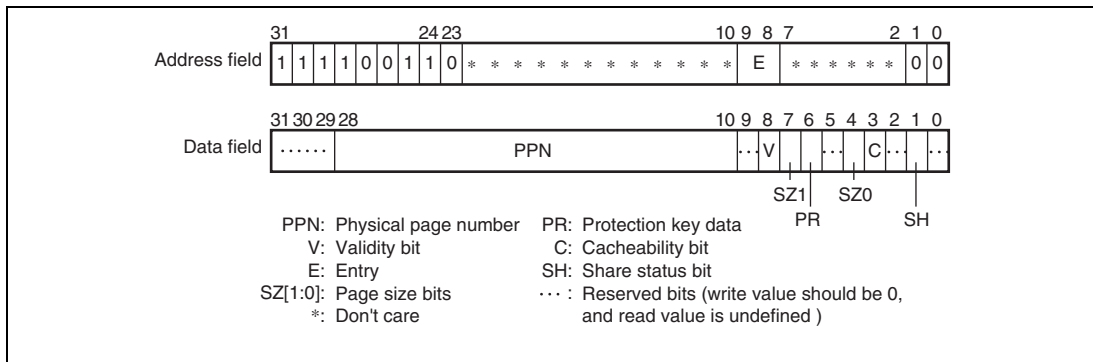 31 24 23 10 9 8 7 2 1 0
Address field 1 1 1 1 0 0 1 1 0 * * * * * * * * * * * * * E * * * * * * 0 0
31 30 29 28 10 9 8 7 6 5 4 3 2 1 0
Data field ...... PPN ... V ... C ... ...
SZ1 SZ0
PR SH
PPN: Physical page number PR: Protection key data
V: Validity bit C: Cacheability bit
E: Entry SH: Share status bit
SZ[1:0]: Page size bits ... : Reserved bits (write value should be 0,
*: Don't care and read value is undefined )